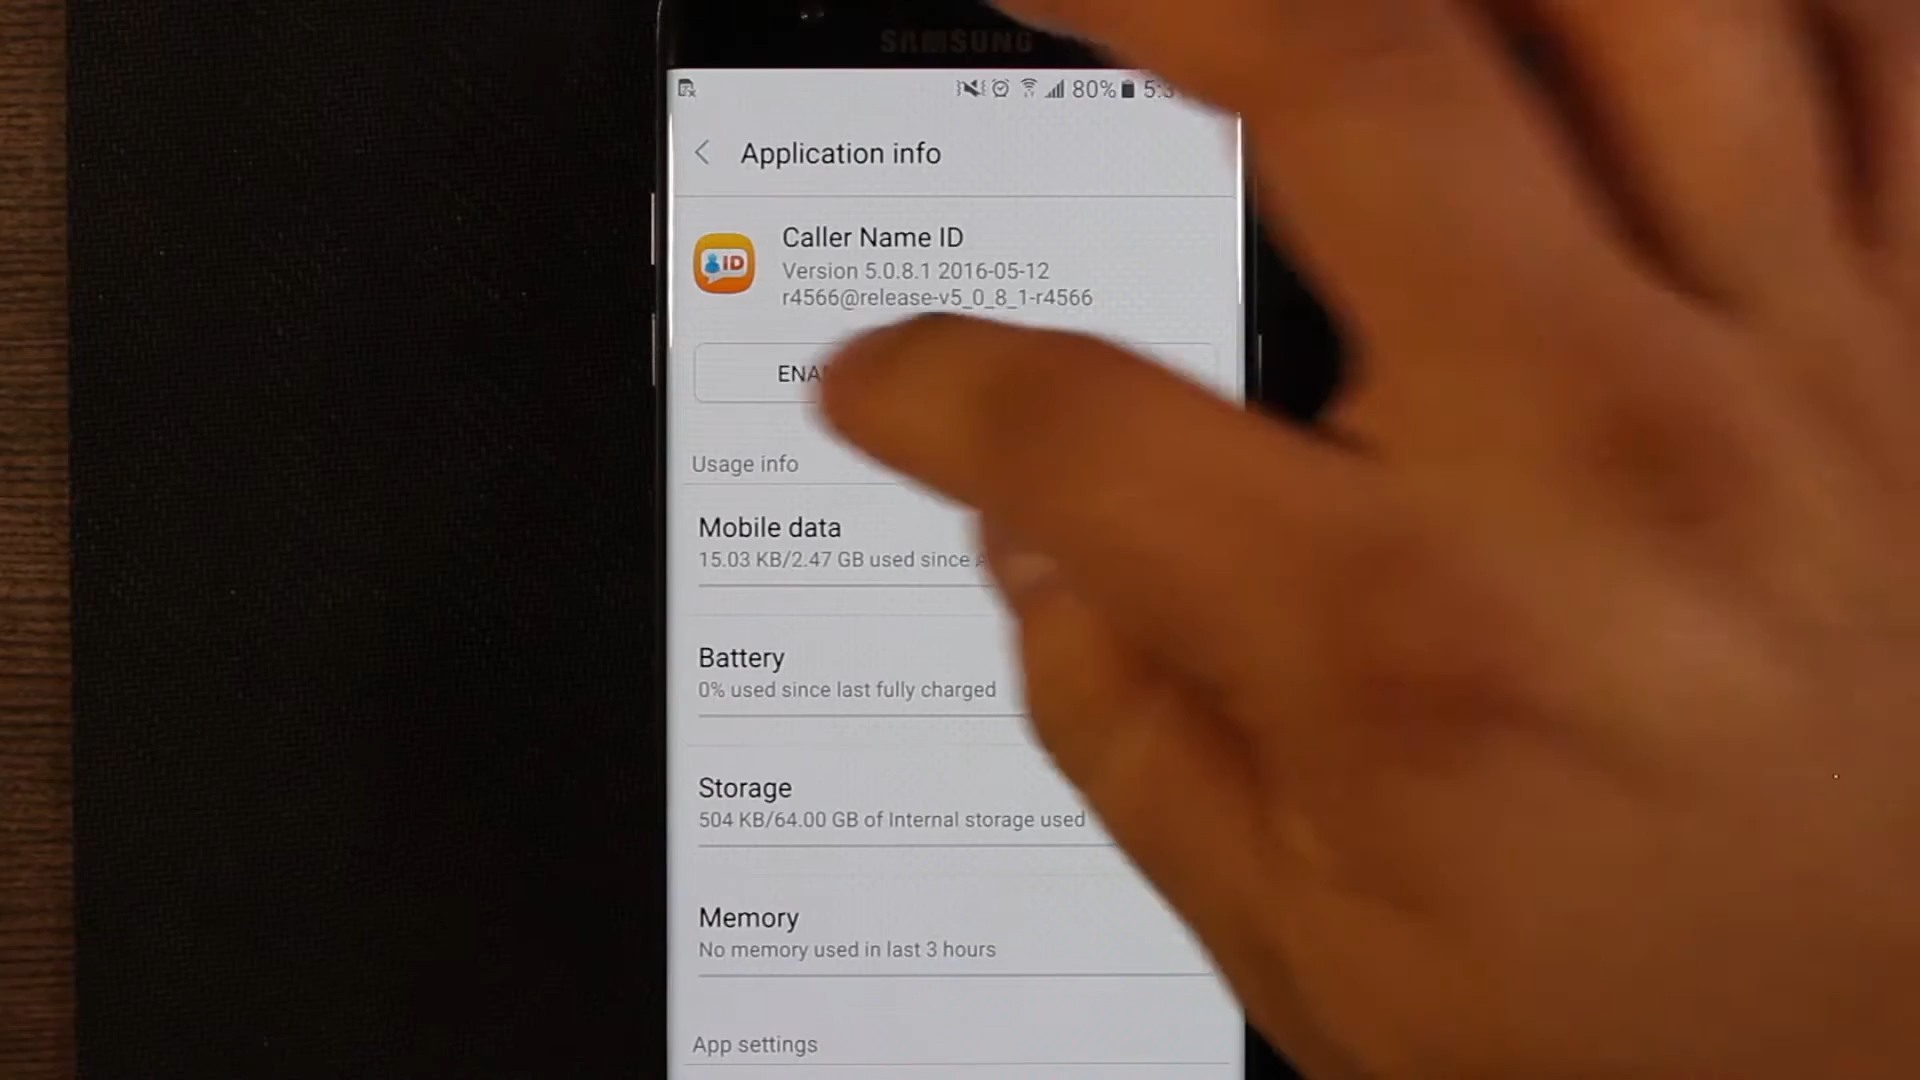 SAMSUNG
80%
Application info
ID
Caller Name ID
Version 5.0.8.1 2016-05-12
r4566@release-v5_0_8_1-r4566
Usage info
Mobile data
15.03 KB/2.47 GB used since
Battery
0% used since last fully charged
Storage
504 KB/64.00 GB of Internal storage used
Memory
No memory used in last 3 hours
App settings